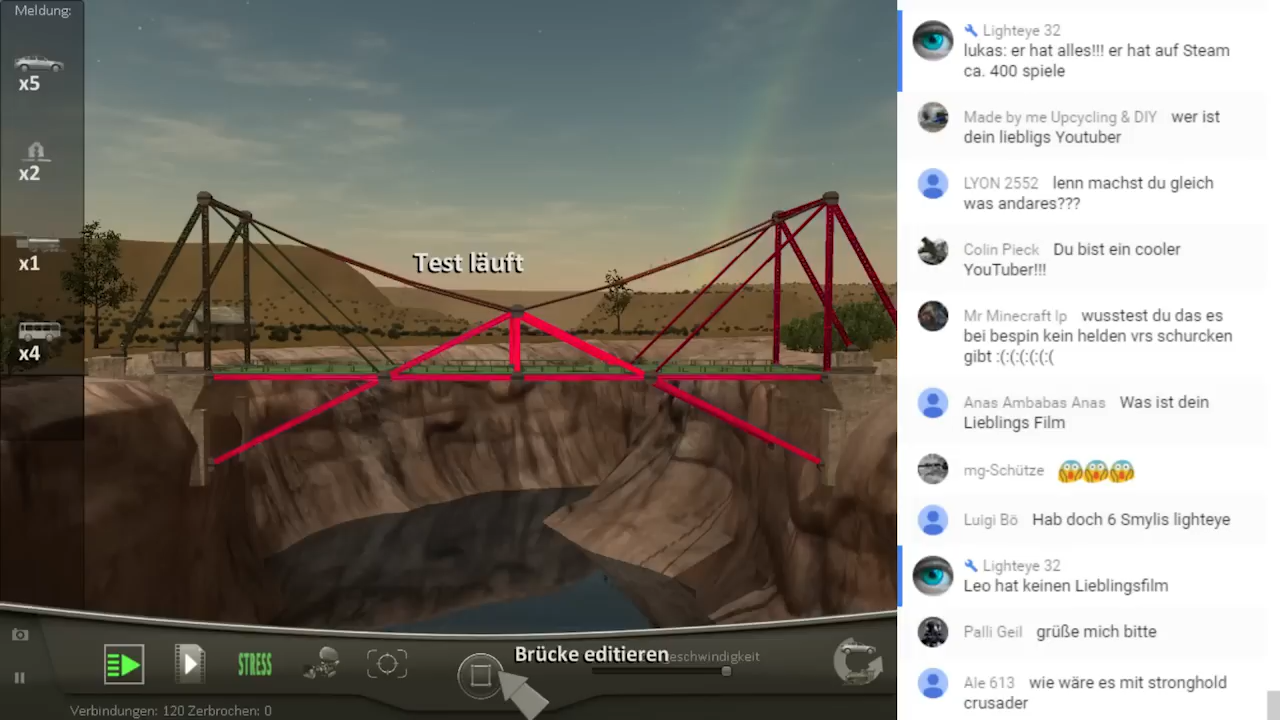 Meldung:
x5
x2
x1
x4
Test läuft
STRESS
Brücke editieren
eschwindigkeit
Verbindungen: 120 Zerbrochen: 0
Lighteye 32
lukas: er hat alles!!! er hat auf Steam
ca. 400 spiele
Made by me Upcycling & DIY wer ist
dein liebligs Youtuber
LYON 2552 lenn machst du gleich
was andares???
Colin Pieck Du bist ein cooler
YouTuber!!!
Mr Minecraft lp wusstest du das es
bei bespin kein helden vrs schurcken
gibt :(:(:(:(:(:(
Anas Ambabas Anas Was ist dein
Lieblings Film
mg-Schütze 😱😱😱
Luigi Bö Hab doch 6 Smylis lighteye
Lighteye 32
Leo hat keinen Lieblingsfilm
Palli Geil grüße mich bitte
Ale 613 wie wäre es mit stronghold
crusader